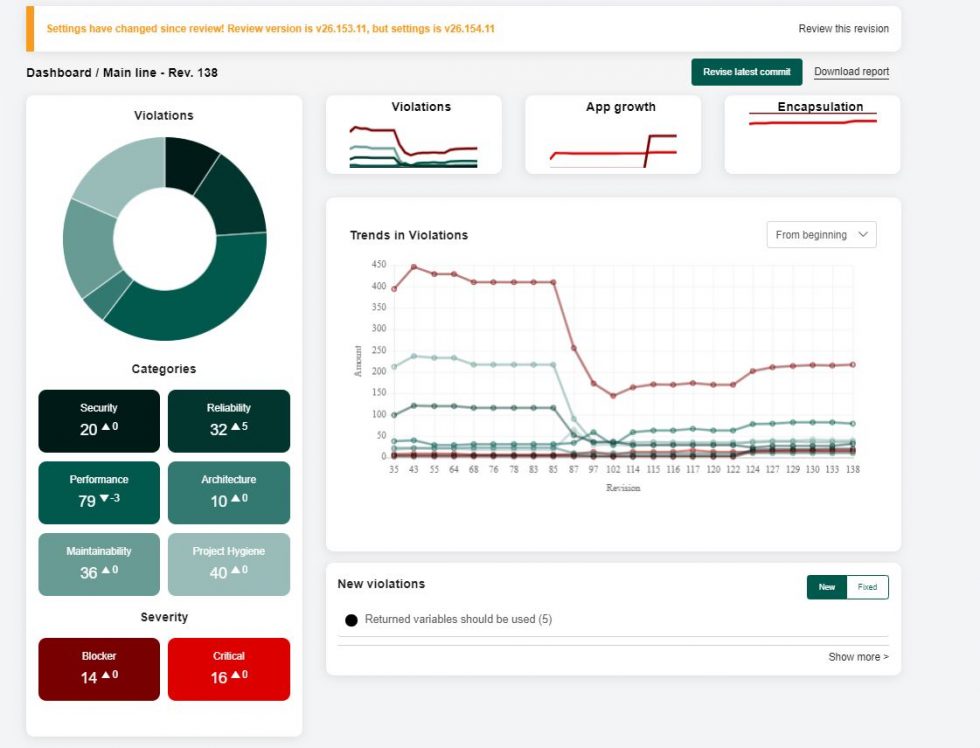 Settings have changed since review! Review version is v26.153.11, but settings is v26.154.11
Review this revision
Dashboard / Main line - Rev. 138
Revise latest commit
Download report
Violations
Categories
Security
20 ▲ 0
Reliability
32 ▲ 5
Performance
79 ▼ -3
Architecture
10 ▲ 0
Maintainability
36 ▲ 0
Project Hygiene
40 ▲ 0
Severity
Blocker
14 ▲ 0
Critical
16 ▲ 0
Violations
App growth
Encapsulation
Trends in Violations
From beginning
450
400
350
300
250
200
150
100
50
0
Amount
35 43 55 64 68 76 78 83 85 87 97 102 114 115 116 117 120 122 124 127 129 130 133 138
Revision
New violations
New
Fixed
Returned variables should be used (5)
Show more >